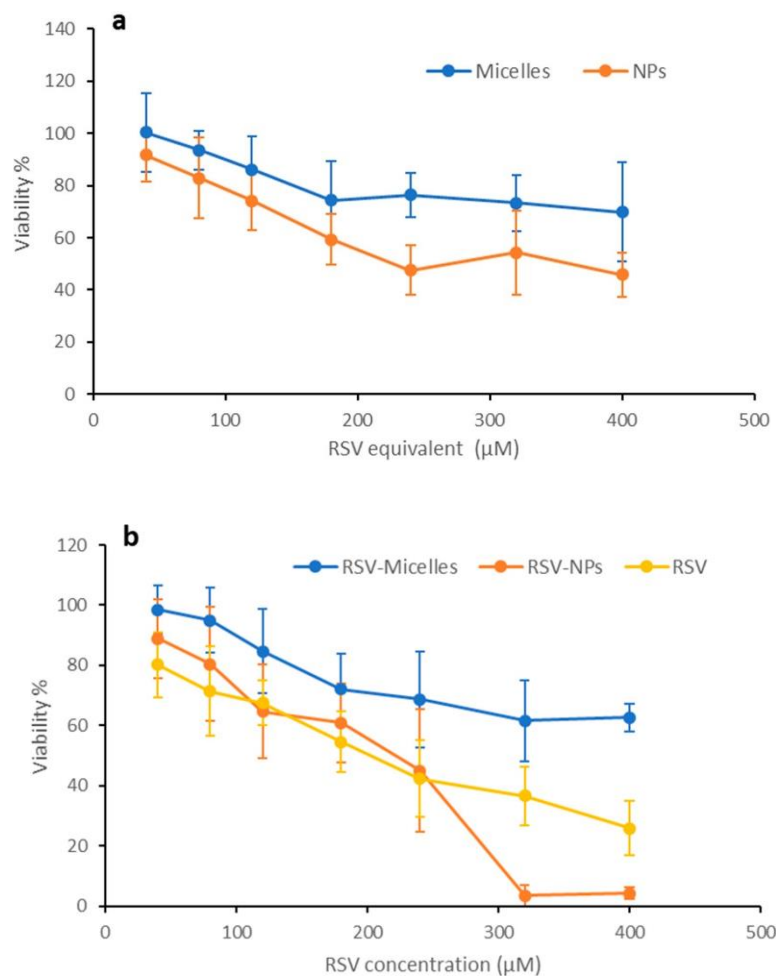 a
140
120
100
80
60
40
20
0
Micelles NPs
Viability %
0 100 200 300 400 500
RSV equivalent (µM)
b
120
100
80
60
40
20
0
RSV-Micelles RSV-NPs RSV
Viability %
0 100 200 300 400 500
RSV concentration (µM)